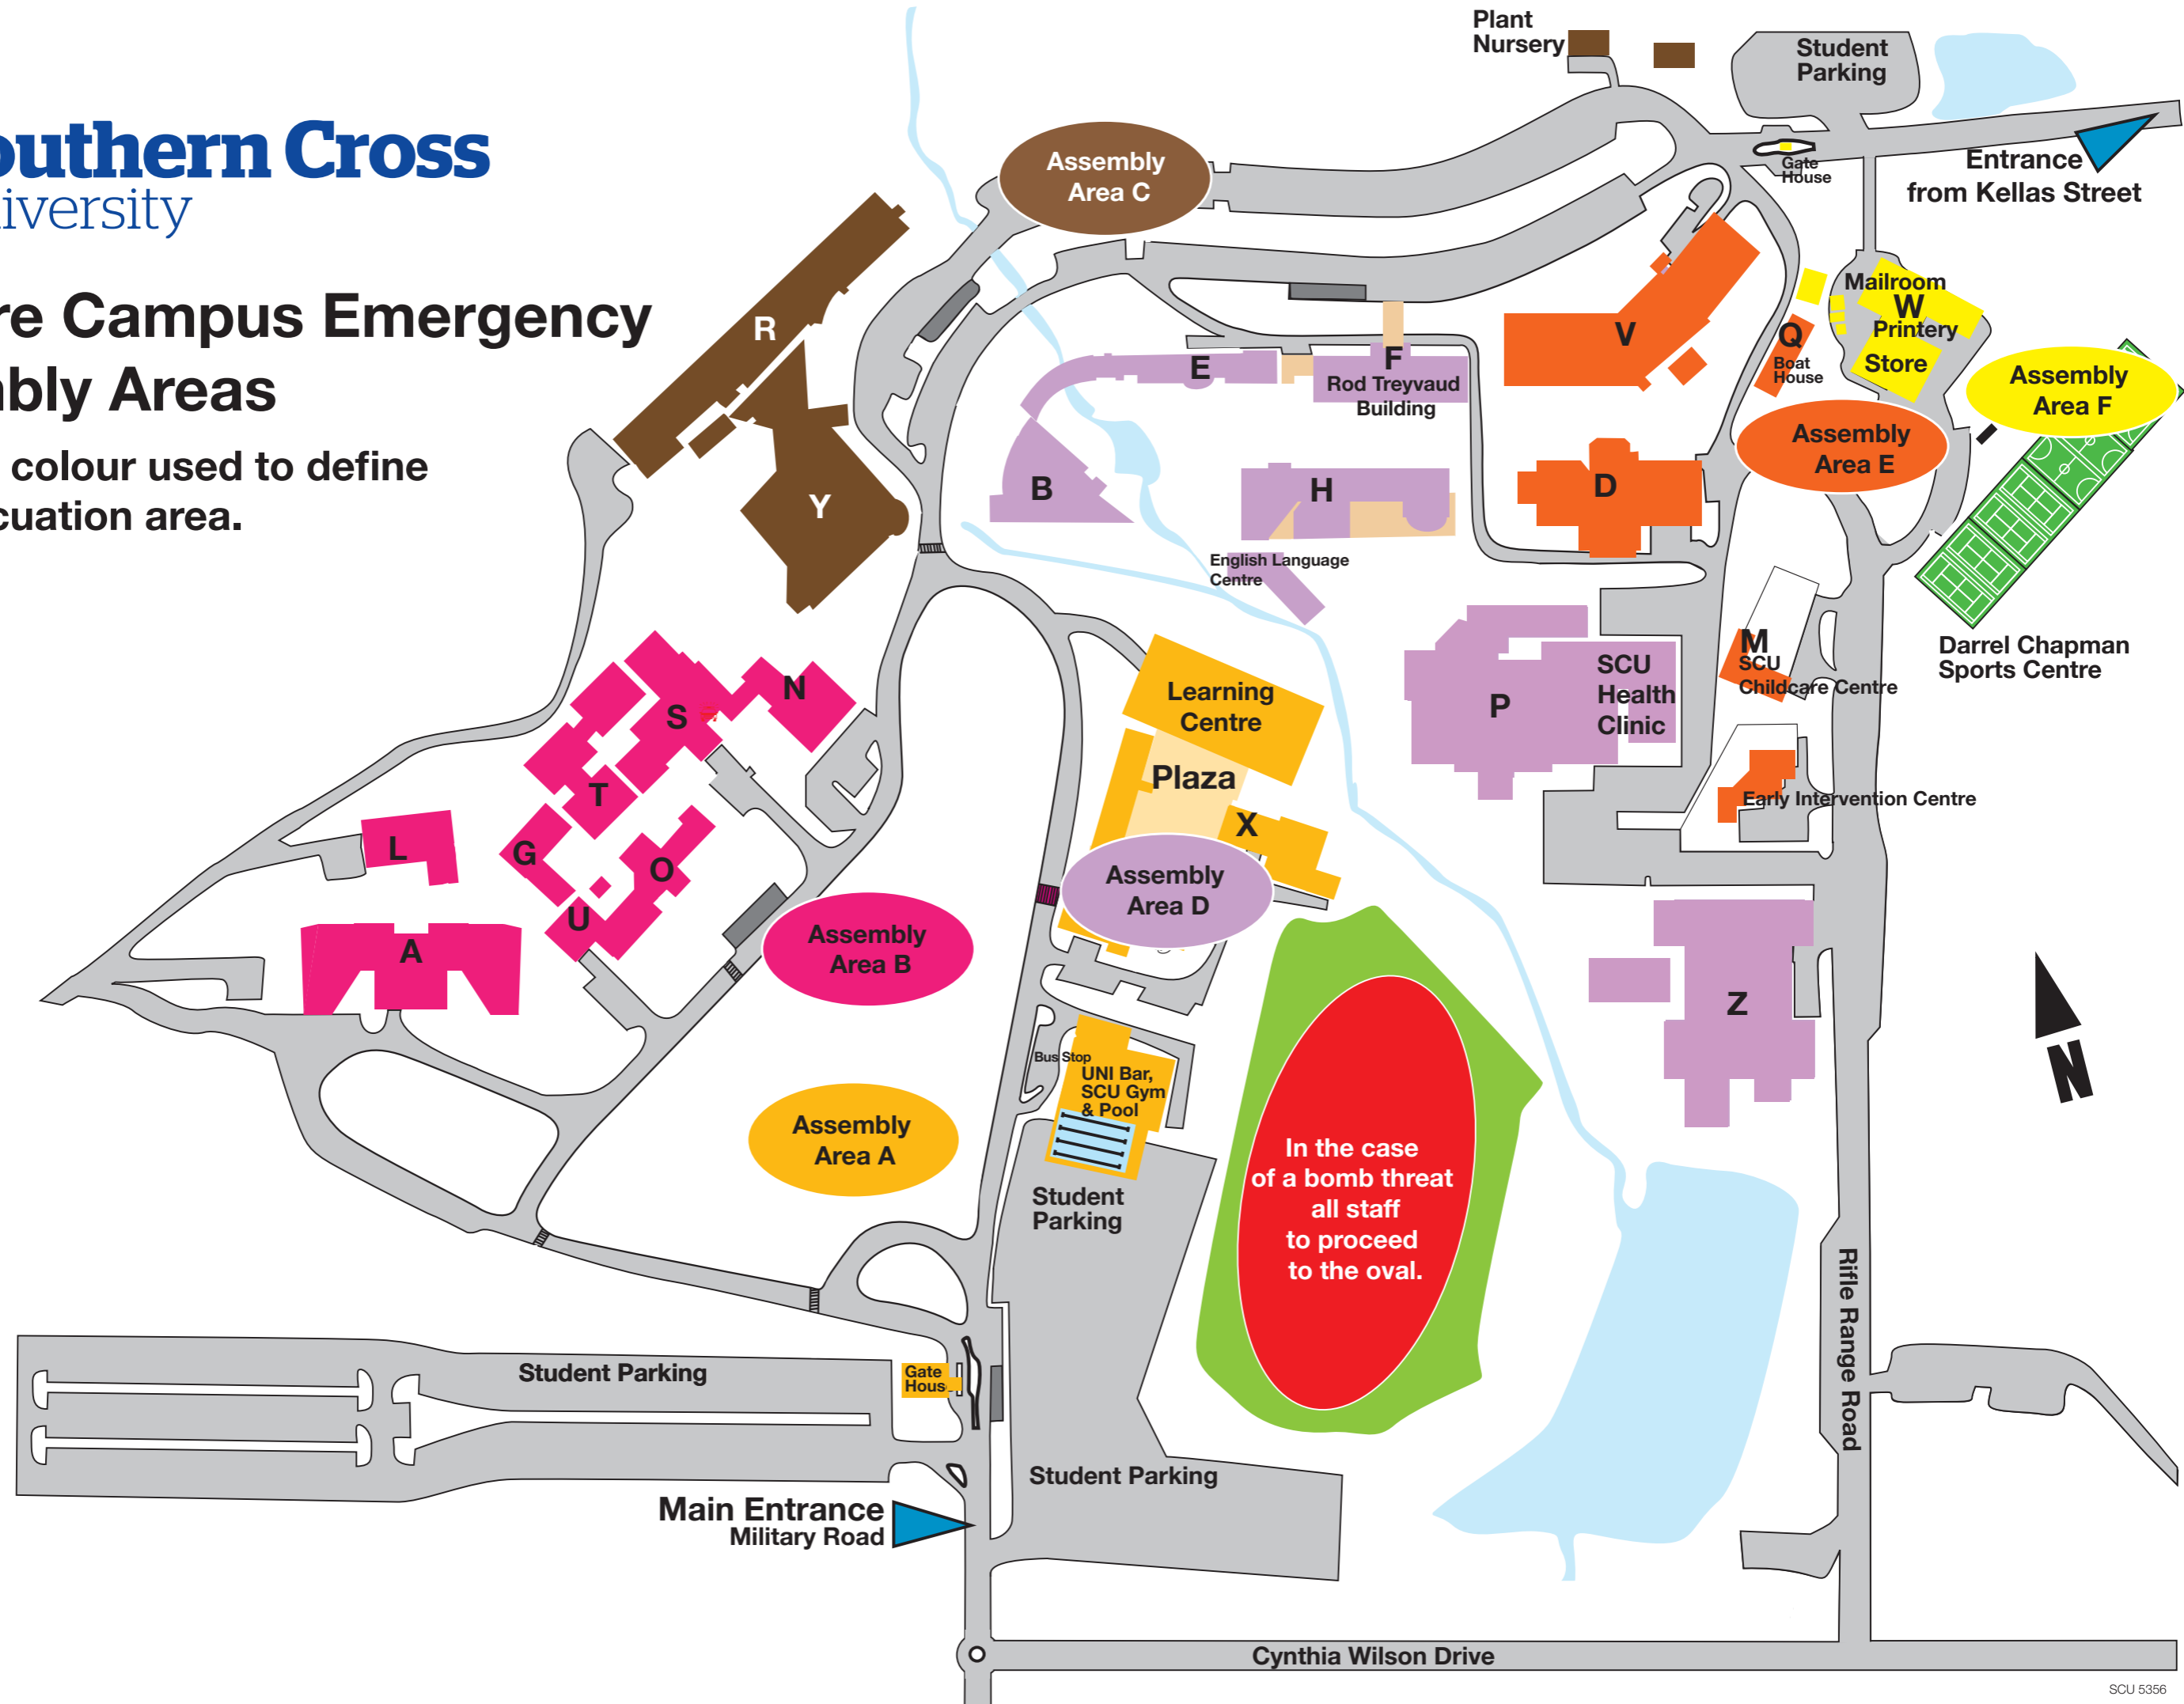 outhern Cross
iversity
re Campus Emergency
bly Areas
colour used to define
cuation area.
Plant
Nursery
Student
Parking
Assembly
Area C
Gate
House
Entrance
from Kellas Street
R
V
Q
Boat
House
Mailroom
W
Printery
Store
Assembly
Area F
E
F
Rod Treyvaud
Building
Assembly
Area E
Y
B
H
D
English Language
Centre
Darrel Chapman
Sports Centre
M
SCU
Childcare Centre
SCU
Health
Clinic
P
N
S
Learning
Centre
Plaza
T
X
Early Intervention Centre
L
G
O
Assembly
Area D
U
A
Assembly
Area B
Z
N
Bus Stop
UNI Bar,
SCU Gym
& Pool
Assembly
Area A
In the case
of a bomb threat
all staff
to proceed
to the oval.
Student
Parking
Rifle Range Road
Student Parking
Gate
Hous
Student Parking
Main Entrance
Military Road
Cynthia Wilson Drive
SCU 5356